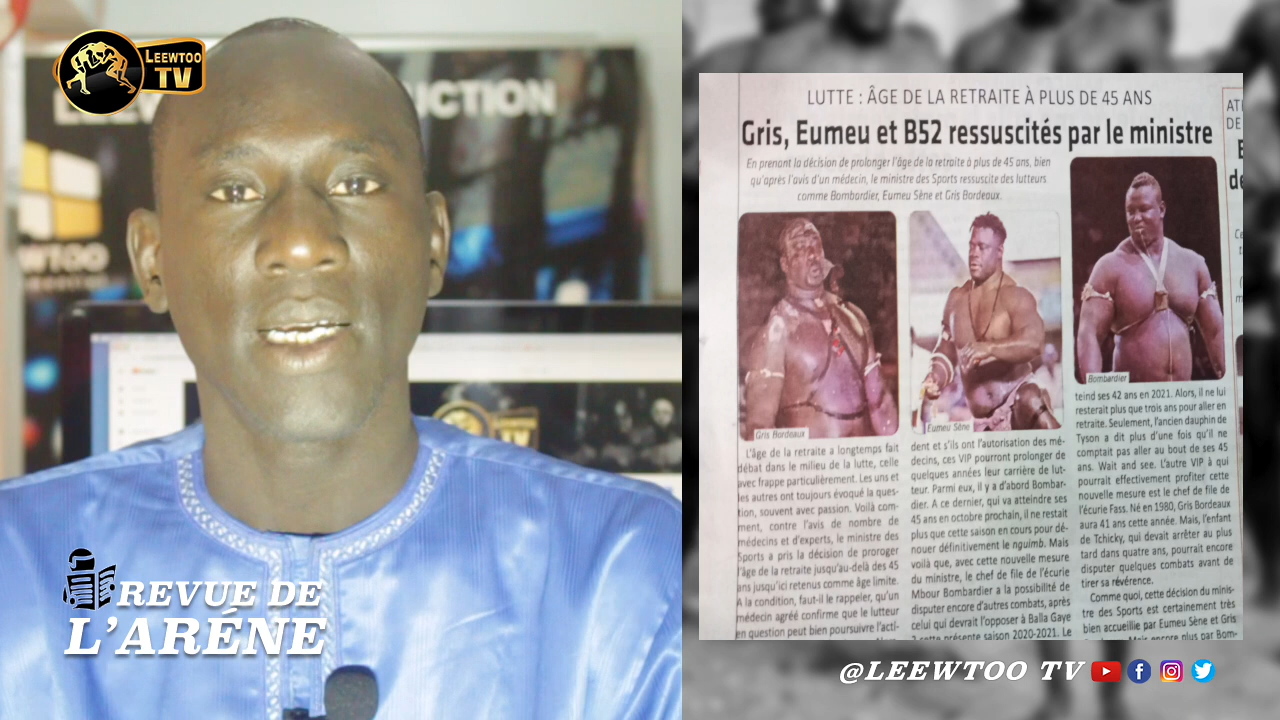 LEEWTOO
TV
UCTION
WTOO
TV
REVUE DE
L'ARÉNE
LUTTE : ÂGE DE LA RETRAITE À PLUS DE 45 ANS
Gris, Eumeu et B52 ressuscités par le ministre
En prenant la décision de prolonger l'âge de la retraite à plus de 45 ans, bien
qu'après l'avis d'un médecin, le ministre des Sports ressuscite des lutteurs
comme Bombardier, Eumeu Sène et Gris Bordeaux.
Gris Bordeaux
Eumeu Sène
Bombardier
L'âge de la retraite a longtemps fait
débat dans le milieu de la lutte, celle
avec frappe particulièrement. Les uns et
les autres ont toujours évoqué la ques-
tion, souvent avec passion. Voilà com-
ment, contre l'avis de nombre de
médecins et d'experts, le ministre des
Sports a pris la décision de proroger
l'âge de la retraite jusqu'au-delà des 45
ans jusqu'ici retenus comme âge limite.
A la condition, faut-il le rappeler, qu'un
médecin agréé confirme que le lutteur
en question peut bien poursuivre l'acti-
dent et s'ils ont l'autorisation des mé-
decins, ces VIP pourront prolonger de
quelques années leur carrière de lut-
teur. Parmi eux, il y a d'abord Bombar-
dier. A ce dernier, qui va atteindre ses
45 ans en octobre prochain, il ne restait
plus que cette saison en cours pour dé-
nouer définitivement le nguimb. Mais
voilà que, avec cette nouvelle mesure
du ministre, le chef de file de l'écurie
Mbour Bombardier a la possibilité de
disputer encore d'autres combats, après
celui qui devrait l'opposer à Balla Gaye
2 cette présente saison 2020-2021. Le
teind ses 42 ans en 2021. Alors, il ne lui
resterait plus que trois ans pour aller en
retraite. Seulement, l'ancien dauphin de
Tyson a dit plus d'une fois qu'il ne
comptait pas aller au bout de ses 45
ans. Wait and see. L'autre VIP à qui
pourrait effectivement profiter cette
nouvelle mesure est le chef de file de
l'écurie Fass. Né en 1980, Gris Bordeaux
aura 41 ans cette année. Mais, l'enfant
de Tchicky, qui devait arrêter au plus
tard dans quatre ans, pourrait encore
disputer quelques combats avant de
tirer sa révérence.
Comme quoi, cette décision du minis-
tre des Sports est certainement très
bien accueillie par Eumeu Sène et Gris
Mais encore plus par Bom-
@LEEWTOO TV